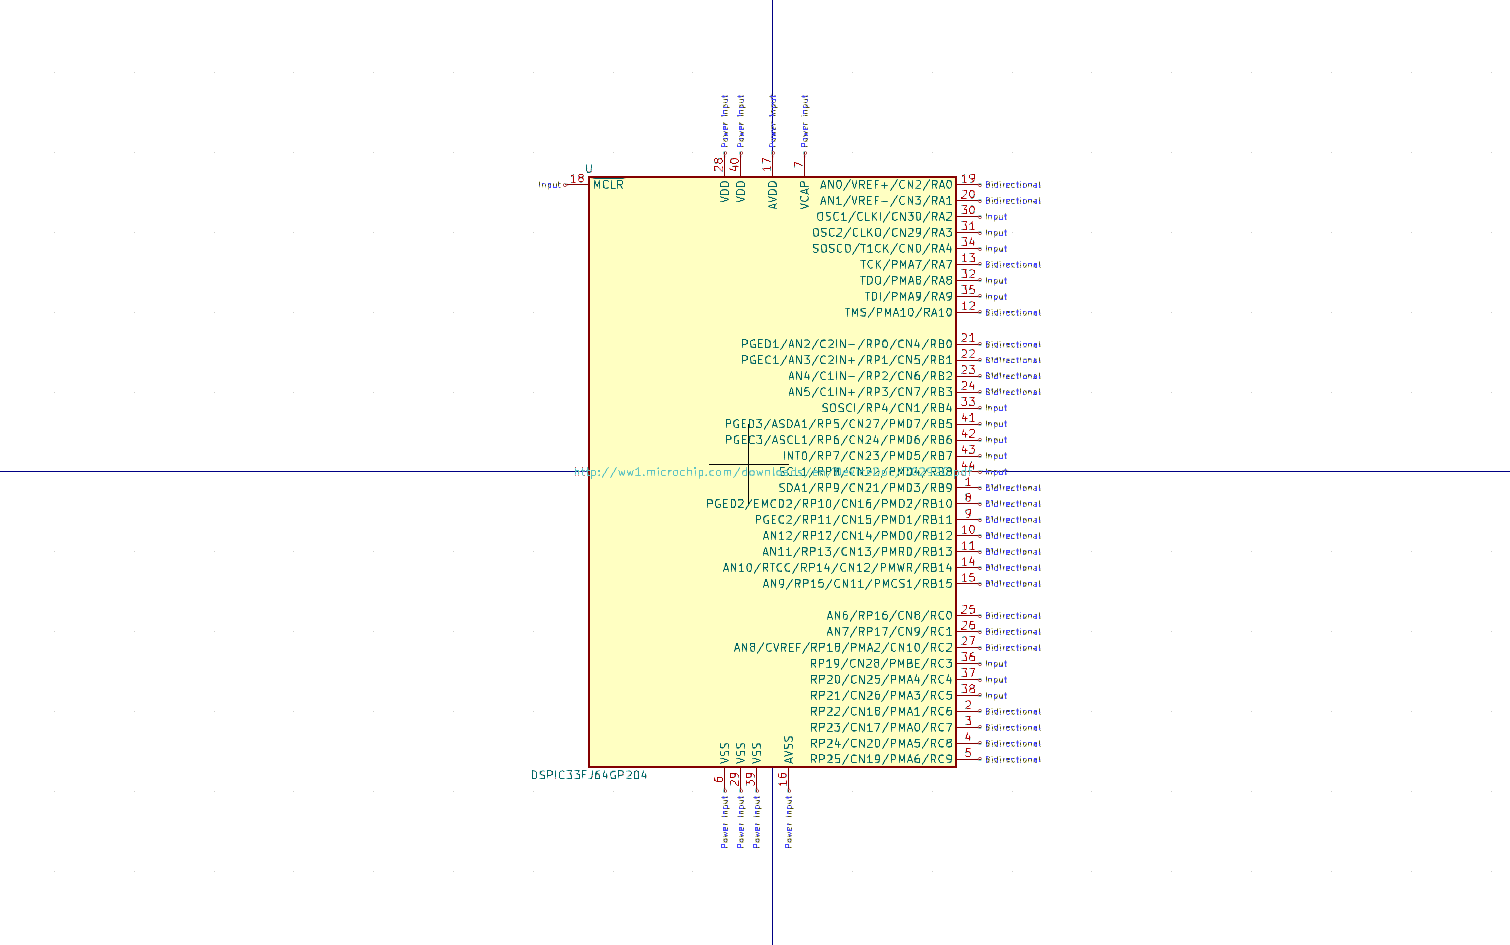 Power Input Power Input Power Input Power Input
28 40 17 7
U
Input 18 MCLR
VDD VDD AVDD VCAP
AN0/VREF+/CN2/RA0 19 Bidirectional
AN1/VREF-/CN3/RA1 20 Bidirectional
OSC1/CLKI/CN30/RA2 30 Input
OSC2/CLKO/CN29/RA3 31 Input
SOSCO/T1CK/CN0/RA4 34 Input
TCK/PMA7/RA7 13 Bidirectional
TDO/PMA8/RA8 32 Input
TDI/PMA9/RA9 35 Input
TMS/PMA10/RA10 12 Bidirectional
PGED1/AN2/C2IN-/RP0/CN4/RB0 21 Bidirectional
PGEC1/AN3/C2IN+/RP1/CN5/RB1 22 Bidirectional
AN4/C1IN-/RP2/CN6/RB2 23 Bidirectional
AN5/C1IN+/RP3/CN7/RB3 24 Bidirectional
SOSCI/RP4/CN1/RB4 33 Input
PGED3/ASDA1/RP5/CN27/PMD7/RB5 41 Input
PGEC3/ASCL1/RP6/CN24/PMD6/RB6 42 Input
INT0/RP7/CN23/PMD5/RB7 43 Input
44 Input
SDA1/RP9/CN21/PMD3/RB9 1 Bidirectional
PGED2/EMCD2/RP10/CN16/PMD2/RB10 8 Bidirectional
PGEC2/RP11/CN15/PMD1/RB11 9 Bidirectional
AN12/RP12/CN14/PMD0/RB12 10 Bidirectional
AN11/RP13/CN13/PMRD/RB13 11 Bidirectional
AN10/RTCC/RP14/CN12/PMWR/RB14 14 Bidirectional
AN9/RP15/CN11/PMCS1/RB15 15 Bidirectional
AN6/RP16/CN8/RC0 25 Bidirectional
AN7/RP17/CN9/RC1 26 Bidirectional
AN8/CVREF/RP18/PMA2/CN10/RC2 27 Bidirectional
RP19/CN28/PMBE/RC3 36 Input
RP20/CN25/PMA4/RC4 37 Input
RP21/CN26/PMA3/RC5 38 Input
RP22/CN18/PMA1/RC6 2 Bidirectional
RP23/CN17/PMA0/RC7 3 Bidirectional
RP24/CN20/PMA5/RC8 4 Bidirectional
RP25/CN19/PMA6/RC9 5 Bidirectional
VSS VSS VSS AVSS
DSPIC33FJ64GP204
6 29 39 16
Power Input Power Input Power Input Power Input